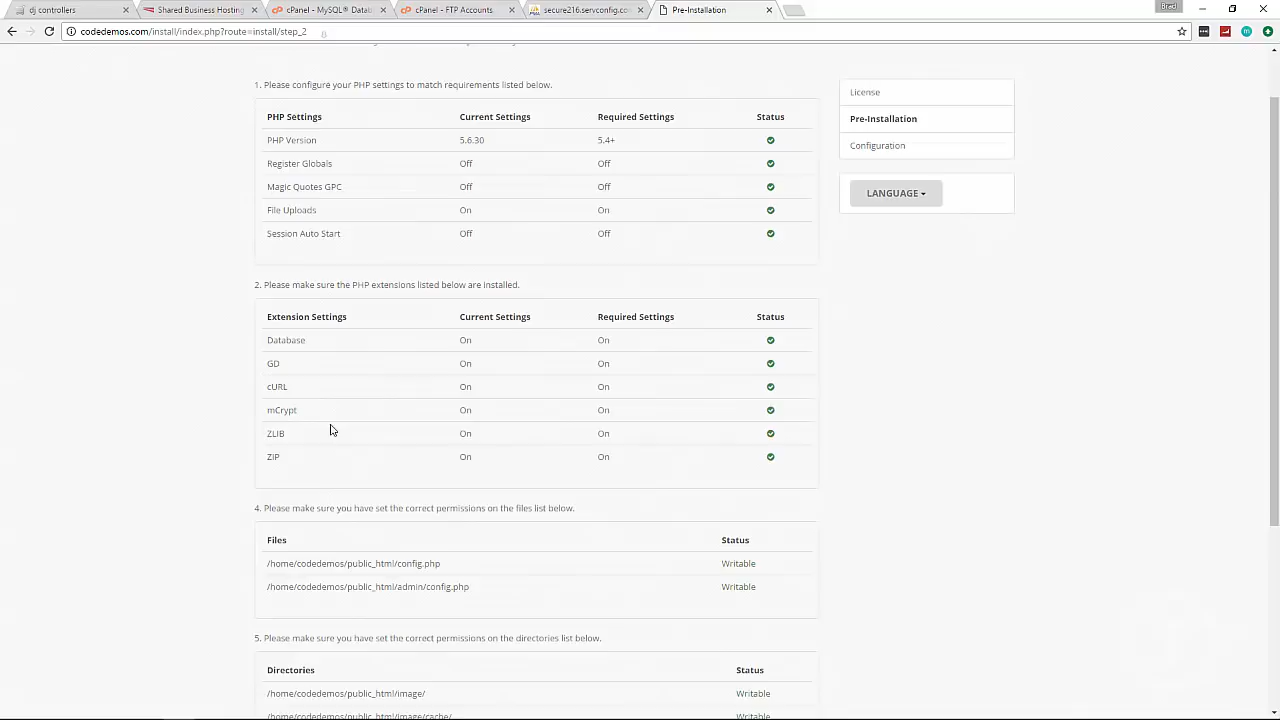 dj controllers
Shared Business Hosting
cPanel - MySQL® Datab
cPanel - FTP Accounts
secure216.servconfig.co
Pre-Installation
Brad
codedemos.com/install/index.php?route=install/step_2
1. Please configure your PHP settings to match requirements listed below.
PHP Settings Current Settings Required Settings Status
PHP Version 5.6.30 5.4+
Register Globals Off Off
Magic Quotes GPC Off Off
File Uploads On On
Session Auto Start Off Off
2. Please make sure the PHP extensions listed below are installed.
Extension Settings Current Settings Required Settings Status
Database On On
GD On On
cURL On On
mCrypt On On
ZLIB On On
ZIP On On
4. Please make sure you have set the correct permissions on the files list below.
Files Status
/home/codedemos/public_html/config.php Writable
/home/codedemos/public_html/admin/config.php Writable
5. Please make sure you have set the correct permissions on the directories list below.
Directories Status
/home/codedemos/public_html/image/ Writable
/home/codedemos/public_html/image/cache/ Writable
License
Pre-Installation
Configuration
LANGUAGE